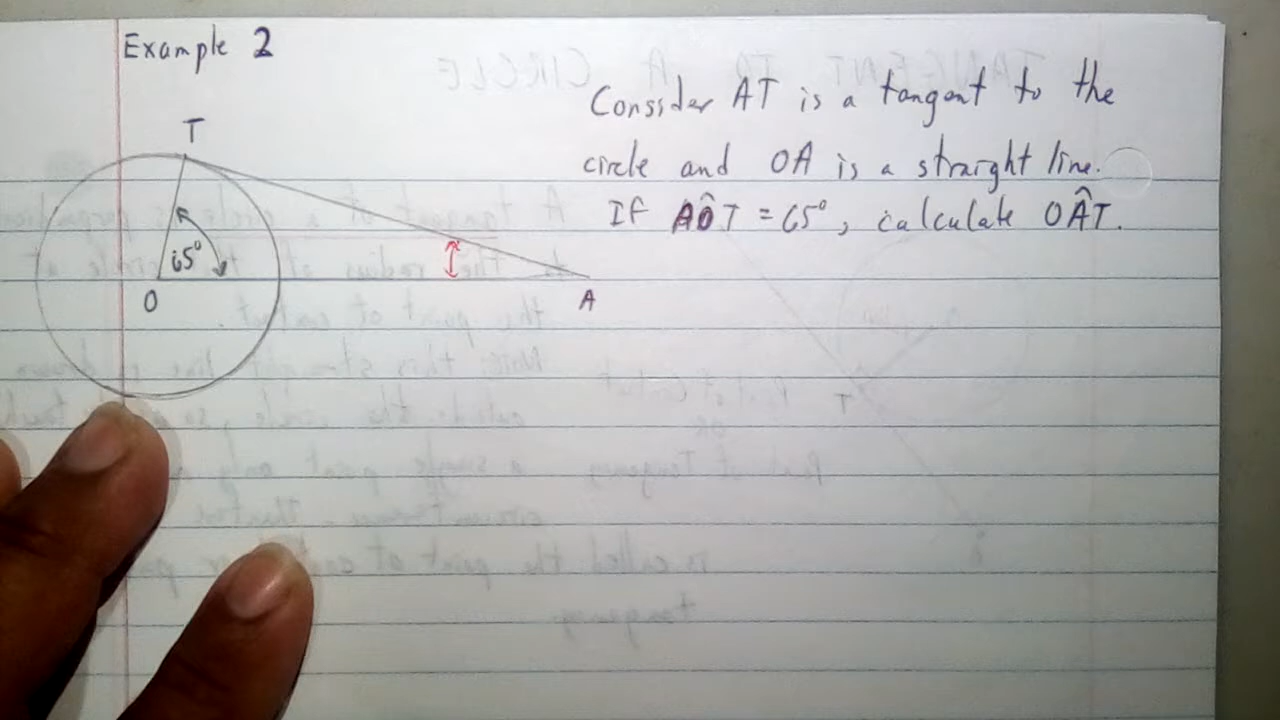 Example 2
Consider AT is a tangent to the
circle and OA is a straight line.
If AÔT = 65°, calculate OÂT.
T
65°
O
A